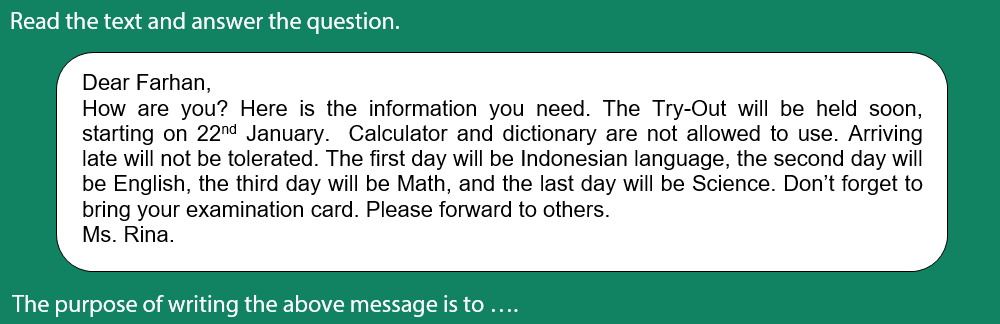 Read the text and answer the question.
Dear Farhan,
How are you? Here is the information you need. The Try-Out will be held soon,
starting on 22nd January. Calculator and dictionary are not allowed to use. Arriving
late will not be tolerated. The first day will be Indonesian language, the second day will
be English, the third day will be Math, and the last day will be Science. Don’t forget to
bring your examination card. Please forward to others.
Ms. Rina.
The purpose of writing the above message is to ….